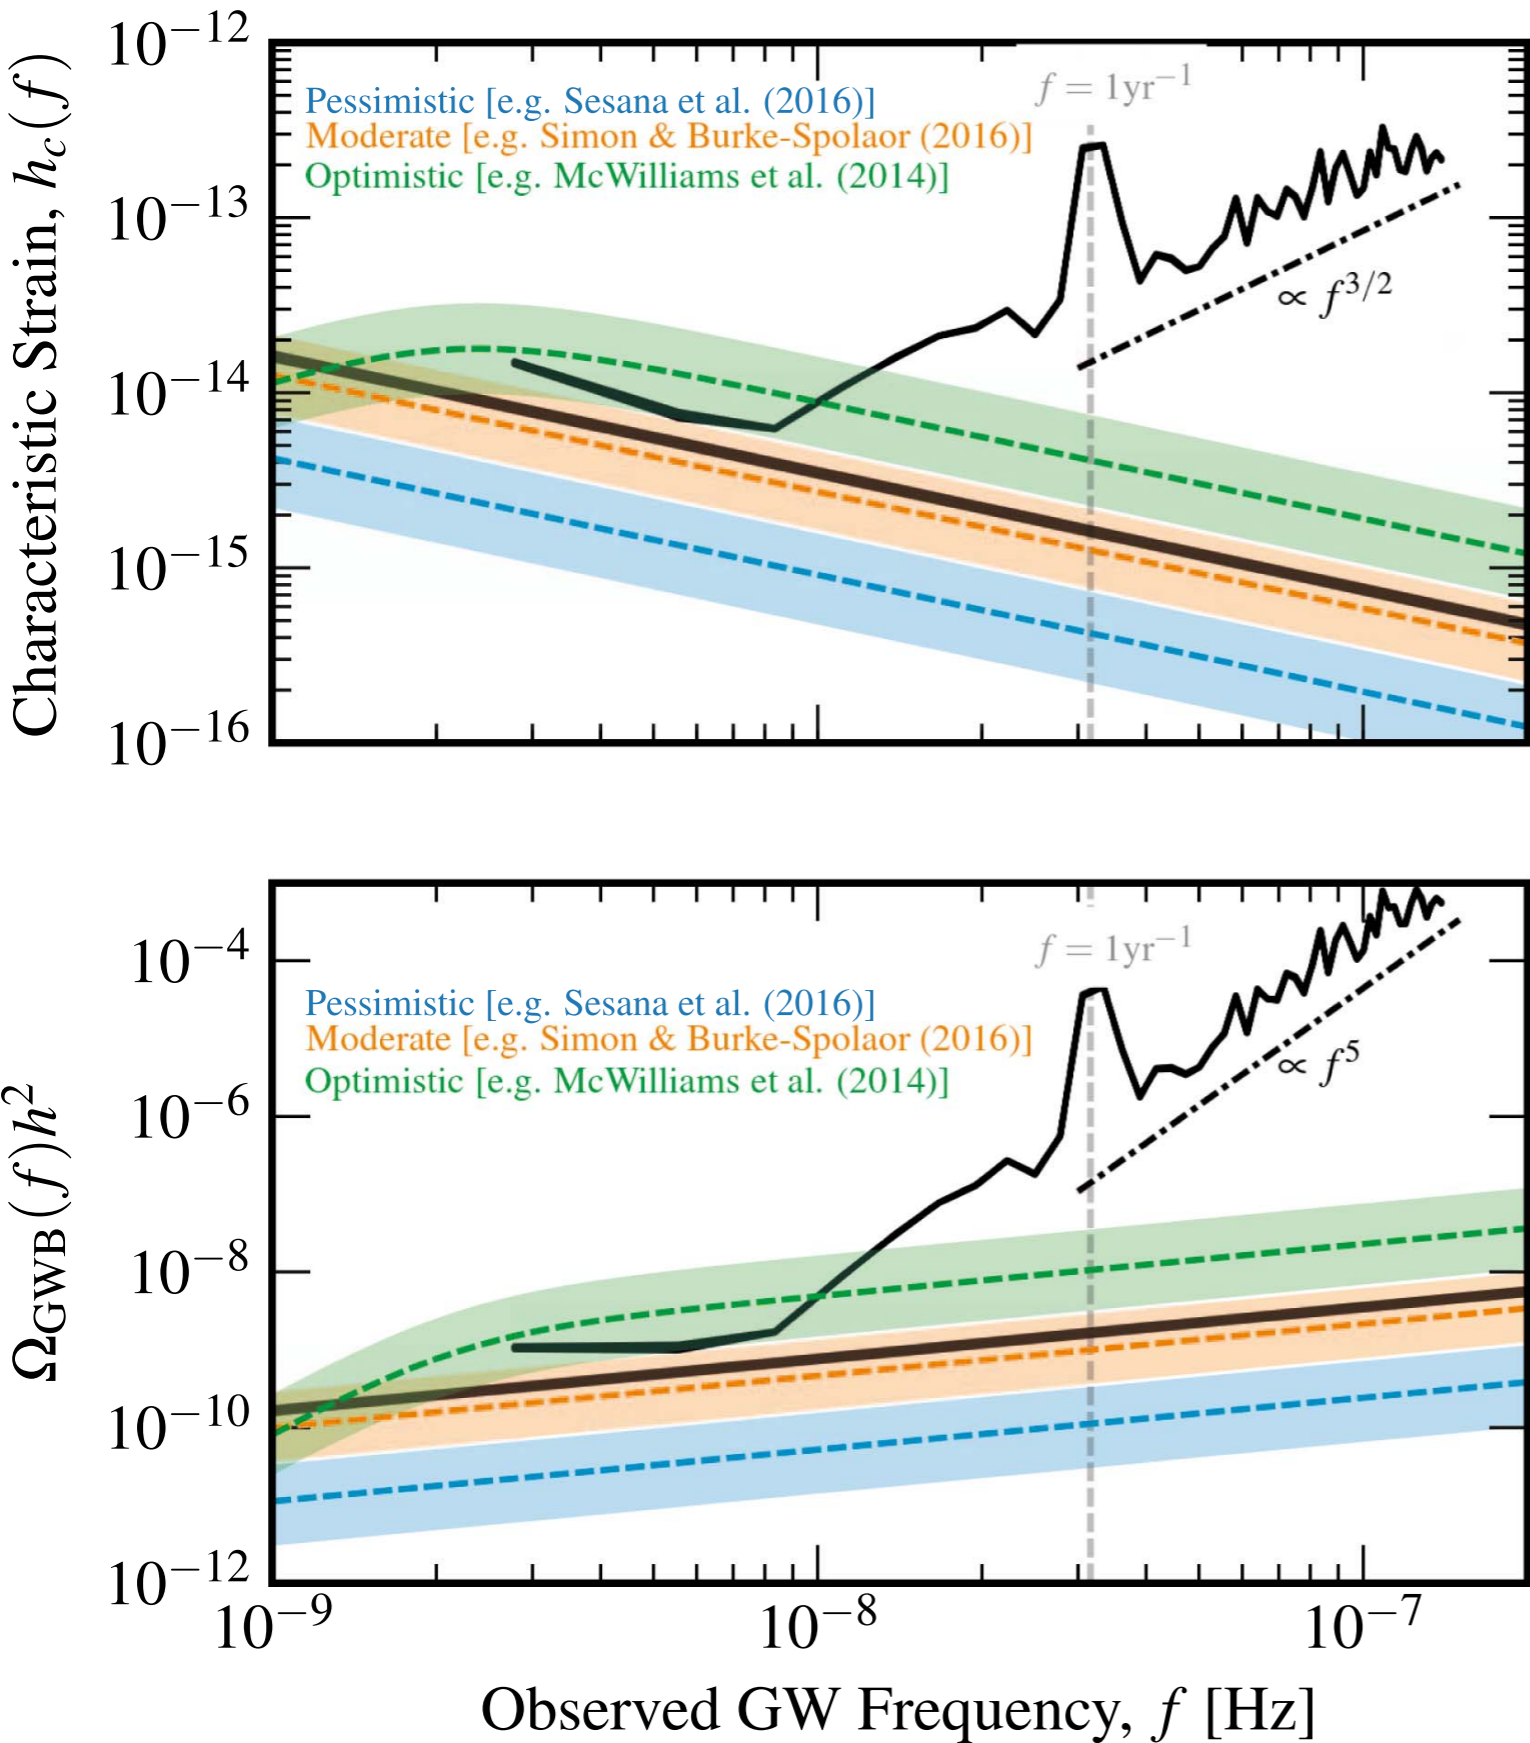 10⁻¹²
10⁻¹³
10⁻¹⁴
10⁻¹⁵
10⁻¹⁶
Characteristic Strain, h_c(f)
f = 1yr⁻¹
Pessimistic [e.g. Sesana et al. (2016)]
Moderate [e.g. Simon & Burke-Spolaor (2016)]
Optimistic [e.g. McWilliams et al. (2014)]
∝ f^{3/2}
10⁻⁴
10⁻⁶
10⁻⁸
10⁻¹⁰
10⁻¹²
Ω_GWB(f)h²
f = 1yr⁻¹
Pessimistic [e.g. Sesana et al. (2016)]
Moderate [e.g. Simon & Burke-Spolaor (2016)]
Optimistic [e.g. McWilliams et al. (2014)]
∝ f⁵
10⁻⁹ 10⁻⁸ 10⁻⁷
Observed GW Frequency, f [Hz]